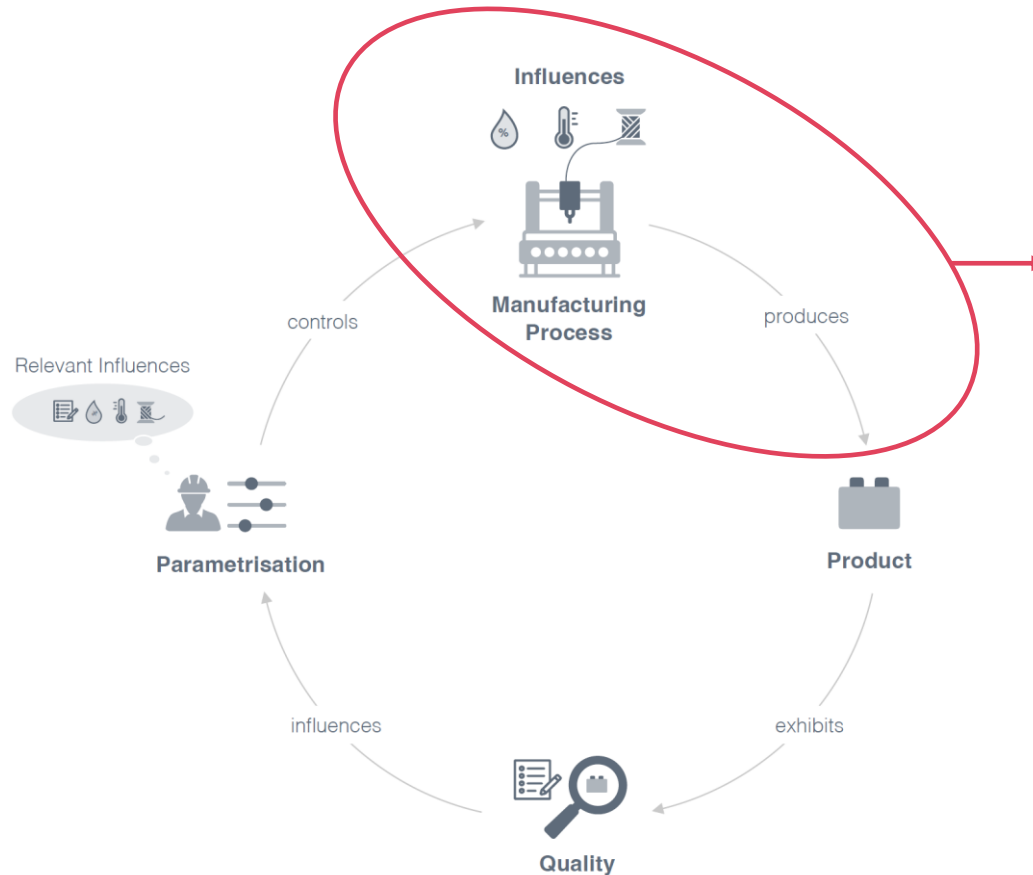 Influences
%
Manufacturing
Process
controls
produces
Relevant Influences
Parametrisation
Product
influences
exhibits
Quality